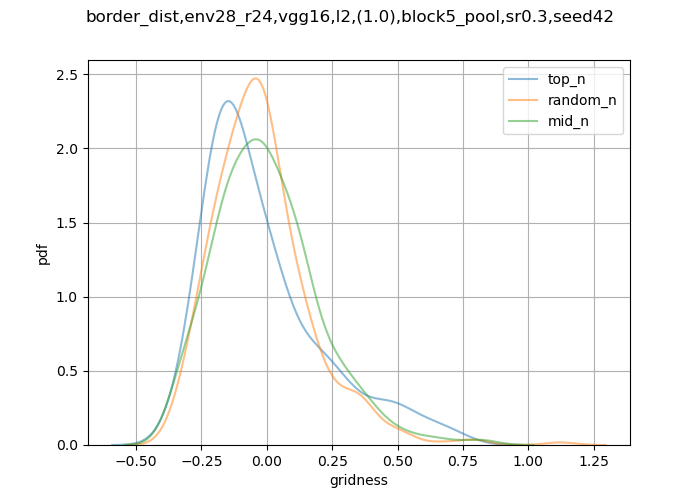 border_dist,env28_r24,vgg16,l2,(1.0),block5_pool,sr0.3,seed42
top_n
random_n
mid_n
2.5
2.0
1.5
1.0
0.5
0.0
pdf
−0.50 −0.25 0.00 0.25 0.50 0.75 1.00 1.25
gridness